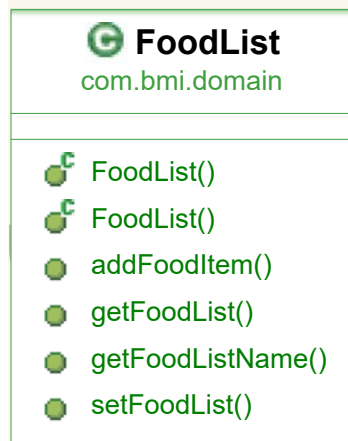 C FoodList
com.bmi.domain
C FoodList()
C FoodList()
addFoodItem()
getFoodList()
getFoodListName()
setFoodList()